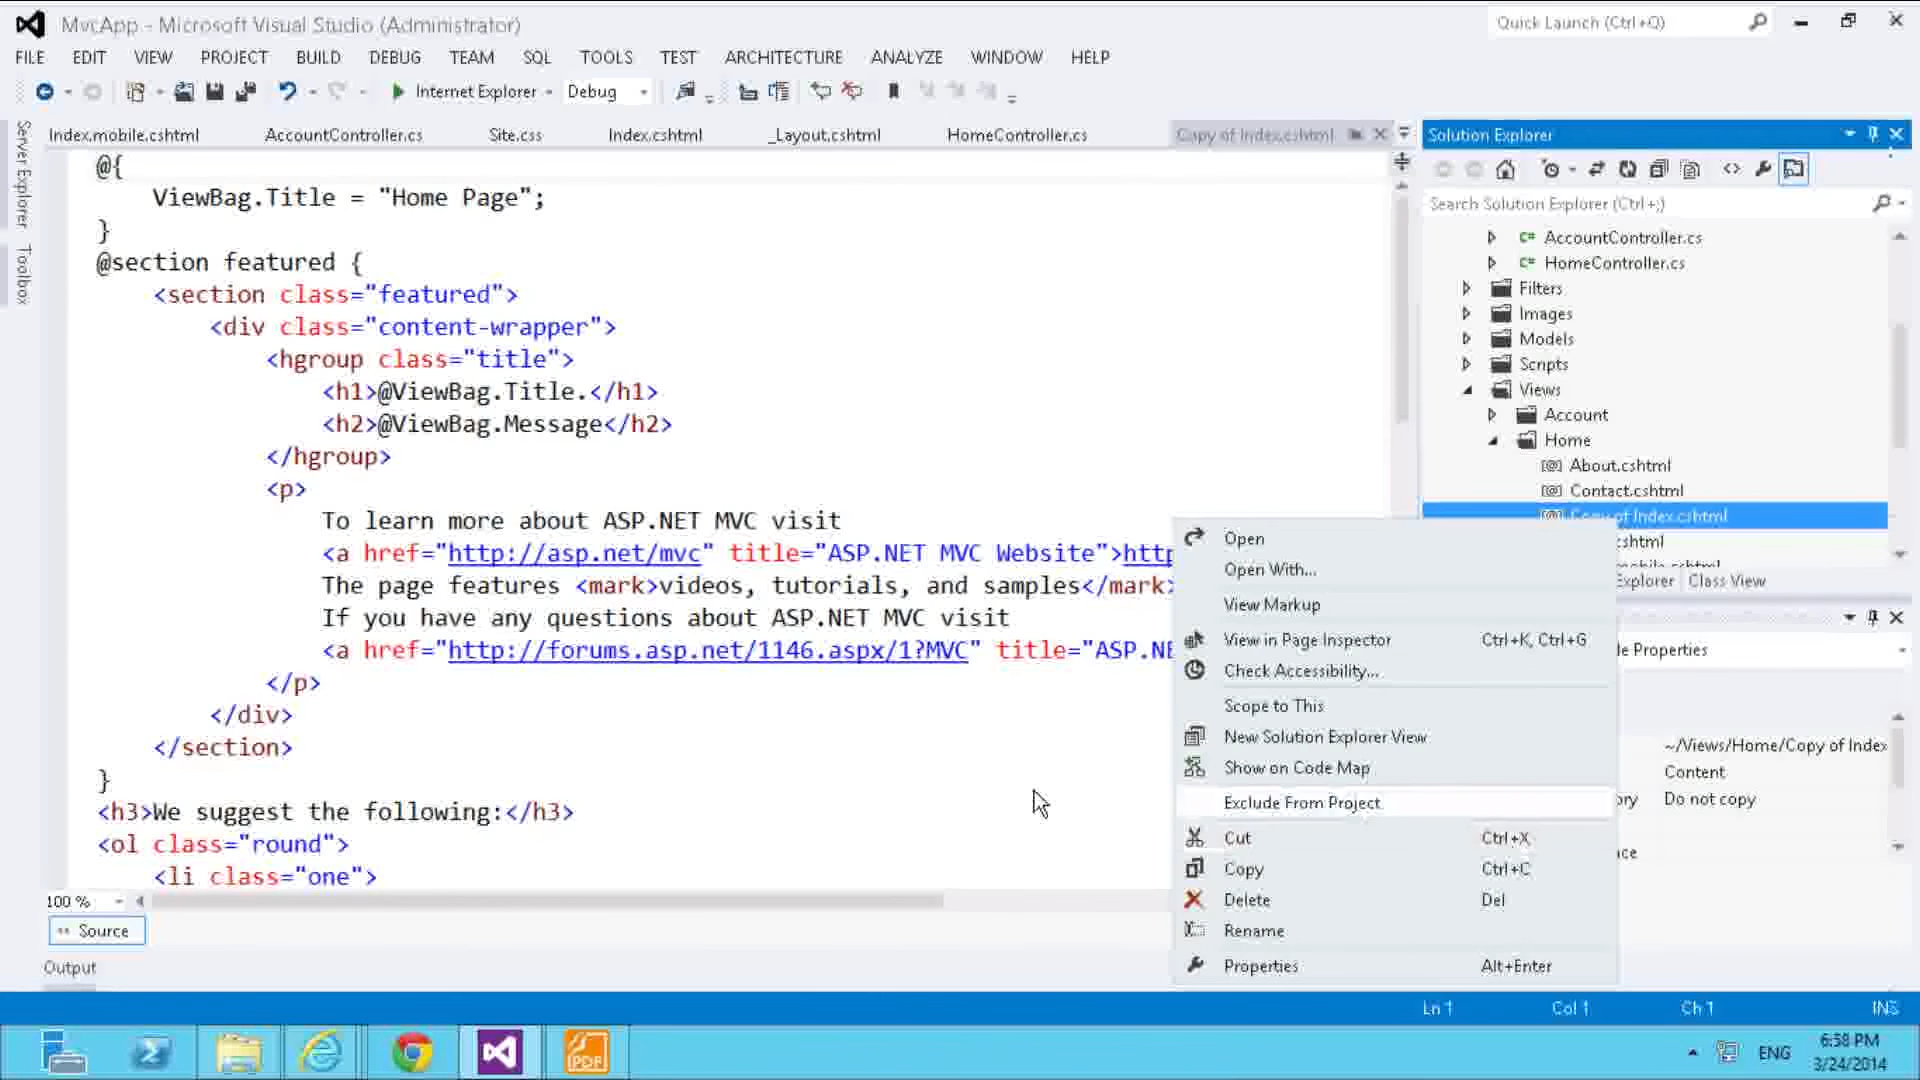 MvcApp - Microsoft Visual Studio (Administrator)
Quick Launch (Ctrl+Q)
FILE EDIT VIEW PROJECT BUILD DEBUG TEAM SQL TOOLS TEST ARCHITECTURE ANALYZE WINDOW HELP
Internet Explorer Debug
Server Explorer
Toolbox
Index.mobile.cshtml AccountController.cs Site.css Index.cshtml _Layout.cshtml HomeController.cs Copy of Index.cshtml
@{
ViewBag.Title = "Home Page";
}
@section featured {
<section class="featured">
<div class="content-wrapper">
<hgroup class="title">
<h1>@ViewBag.Title.</h1>
<h2>@ViewBag.Message</h2>
</hgroup>
<p>
To learn more about ASP.NET MVC visit
<a href="http://asp.net/mvc" title="ASP.NET MVC Website">http
The page features <mark>videos, tutorials, and samples</mark>
If you have any questions about ASP.NET MVC visit
<a href="http://forums.asp.net/1146.aspx/1?MVC" title="ASP.NE
</p>
</div>
</section>
}
<h3>We suggest the following:</h3>
<ol class="round">
<li class="one">
100 %
Source
Output
Solution Explorer
Search Solution Explorer (Ctrl+;)
C# AccountController.cs
C# HomeController.cs
Filters
Images
Models
Scripts
Views
Account
Home
[@] About.cshtml
[@] Contact.cshtml
[@] Copy of Index.cshtml
shtml
Explorer Class View
Open
Open With...
View Markup
View in Page Inspector Ctrl+K, Ctrl+G
Check Accessibility...
Scope to This
New Solution Explorer View
Show on Code Map
Exclude From Project
Cut Ctrl+X
Copy Ctrl+C
Delete Del
Rename
Properties Alt+Enter
e Properties
~/Views/Home/Copy of Index
Content
ory Do not copy
ce
Ln 1 Col 1 Ch 1 INS
PDF
ENG
6:58 PM
3/24/2014